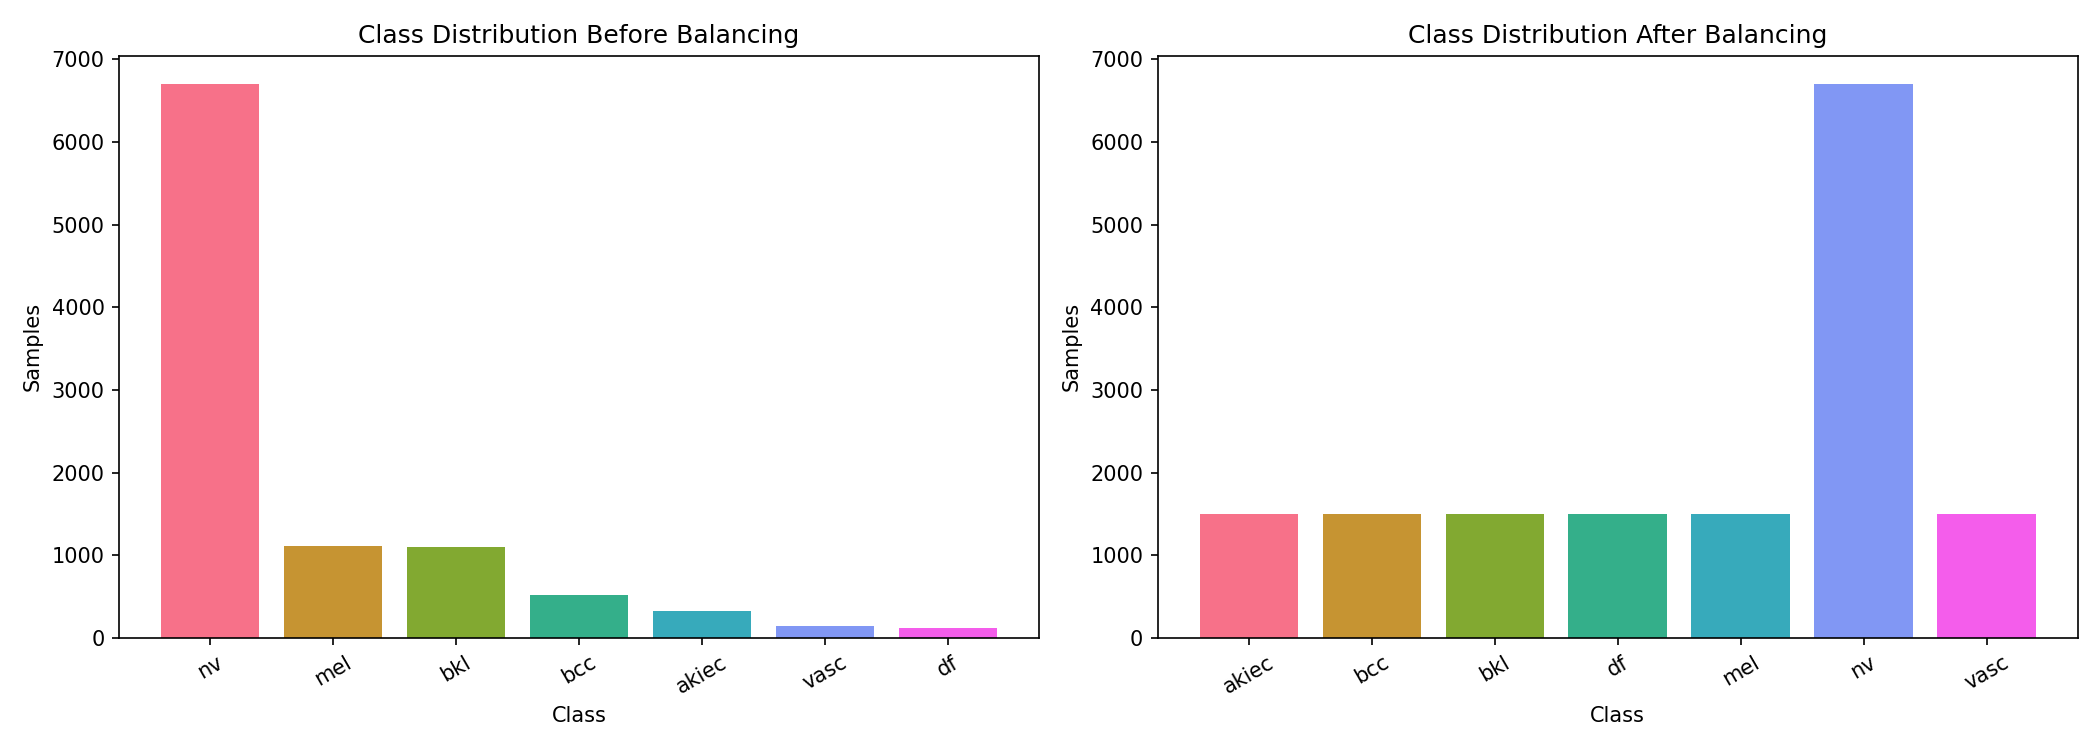 Class Distribution Before Balancing
7000
6000
5000
4000
3000
2000
1000
0
Samples
nv mel bkl bcc akiec vasc df
Class
Class Distribution After Balancing
7000
6000
5000
4000
3000
2000
1000
0
Samples
akiec bcc bkl df mel nv vasc
Class